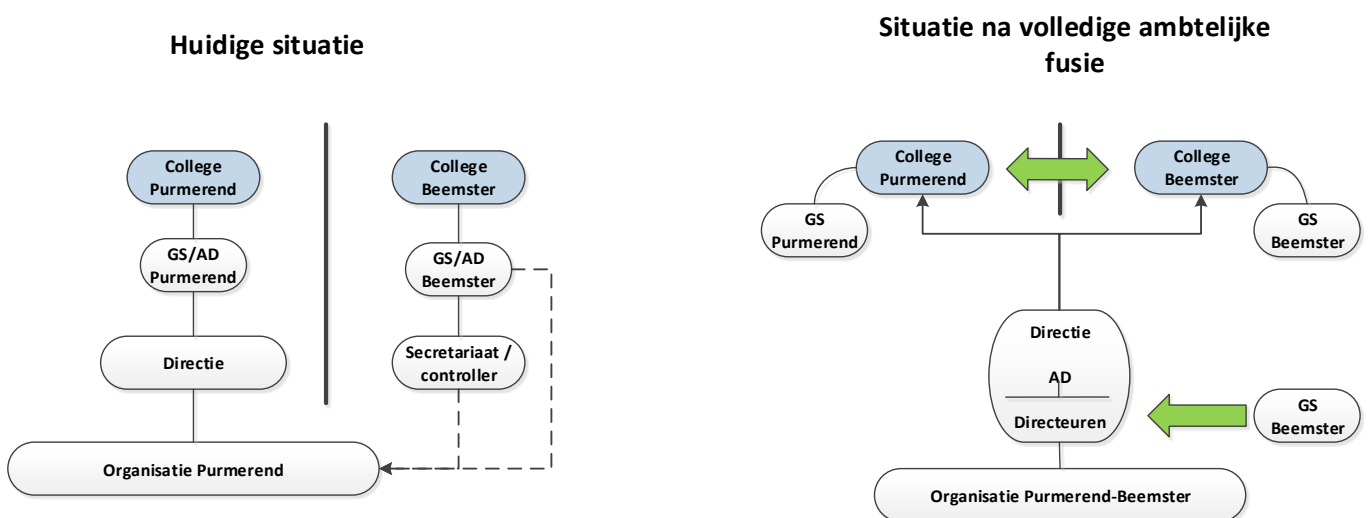 Huidige situatie
College
Purmerend
College
Beemster
GS/AD
Purmerend
GS/AD
Beemster
Directie
Secretariaat /
controller
Organisatie Purmerend
Situatie na volledige ambtelijke
fusie
College
Purmerend
College
Beemster
GS
Purmerend
GS
Beemster
Directie
AD
Directeuren
GS
Beemster
Organisatie Purmerend-Beemster